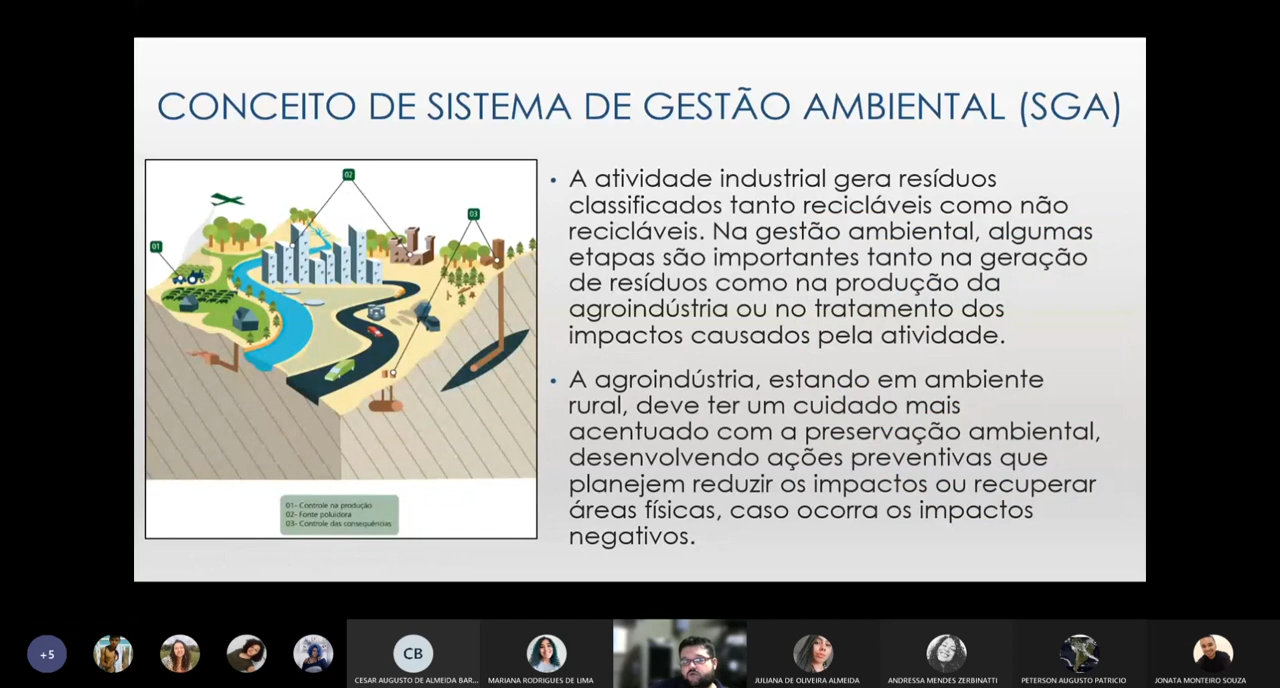 CONCEITO DE SISTEMA DE GESTÃO AMBIENTAL (SGA)
02
03
01
01- Controle na produção
02- Fonte poluidora
03- Controle das consequências
• A atividade industrial gera resíduos
classificados tanto recicláveis como não
recicláveis. Na gestão ambiental, algumas
etapas são importantes tanto na geração
de resíduos como na produção da
agroindústria ou no tratamento dos
impactos causados pela atividade.
• A agroindústria, estando em ambiente
rural, deve ter um cuidado mais
acentuado com a preservação ambiental,
desenvolvendo ações preventivas que
planejem reduzir os impactos ou recuperar
áreas físicas, caso ocorra os impactos
negativos.
+5
CB
CESAR AUGUSTO DE ALMEIDA BAR...
MARIANA RODRIGUES DE LIMA
JULIANA DE OLIVEIRA ALMEIDA
ANDRESSA MENDES ZERBINATTI
PETERSON AUGUSTO PATRICIO
JONATA MONTEIRO SOUZA